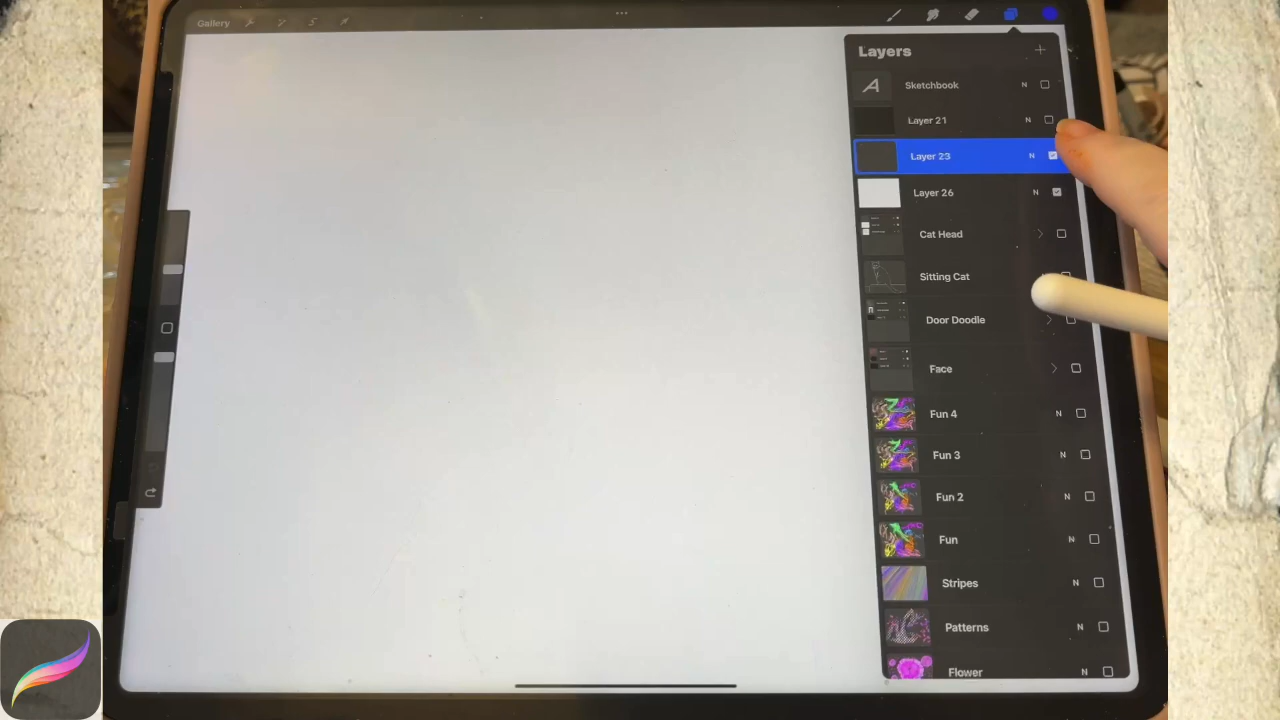 Gallery
Layers
Sketchbook N
Layer 21 N
Layer 23 N
Layer 26 N
Cat Head
Sitting Cat
Door Doodle
Face
Fun 4 N
Fun 3 N
Fun 2 N
Fun N
Stripes N
Patterns N
Flower N